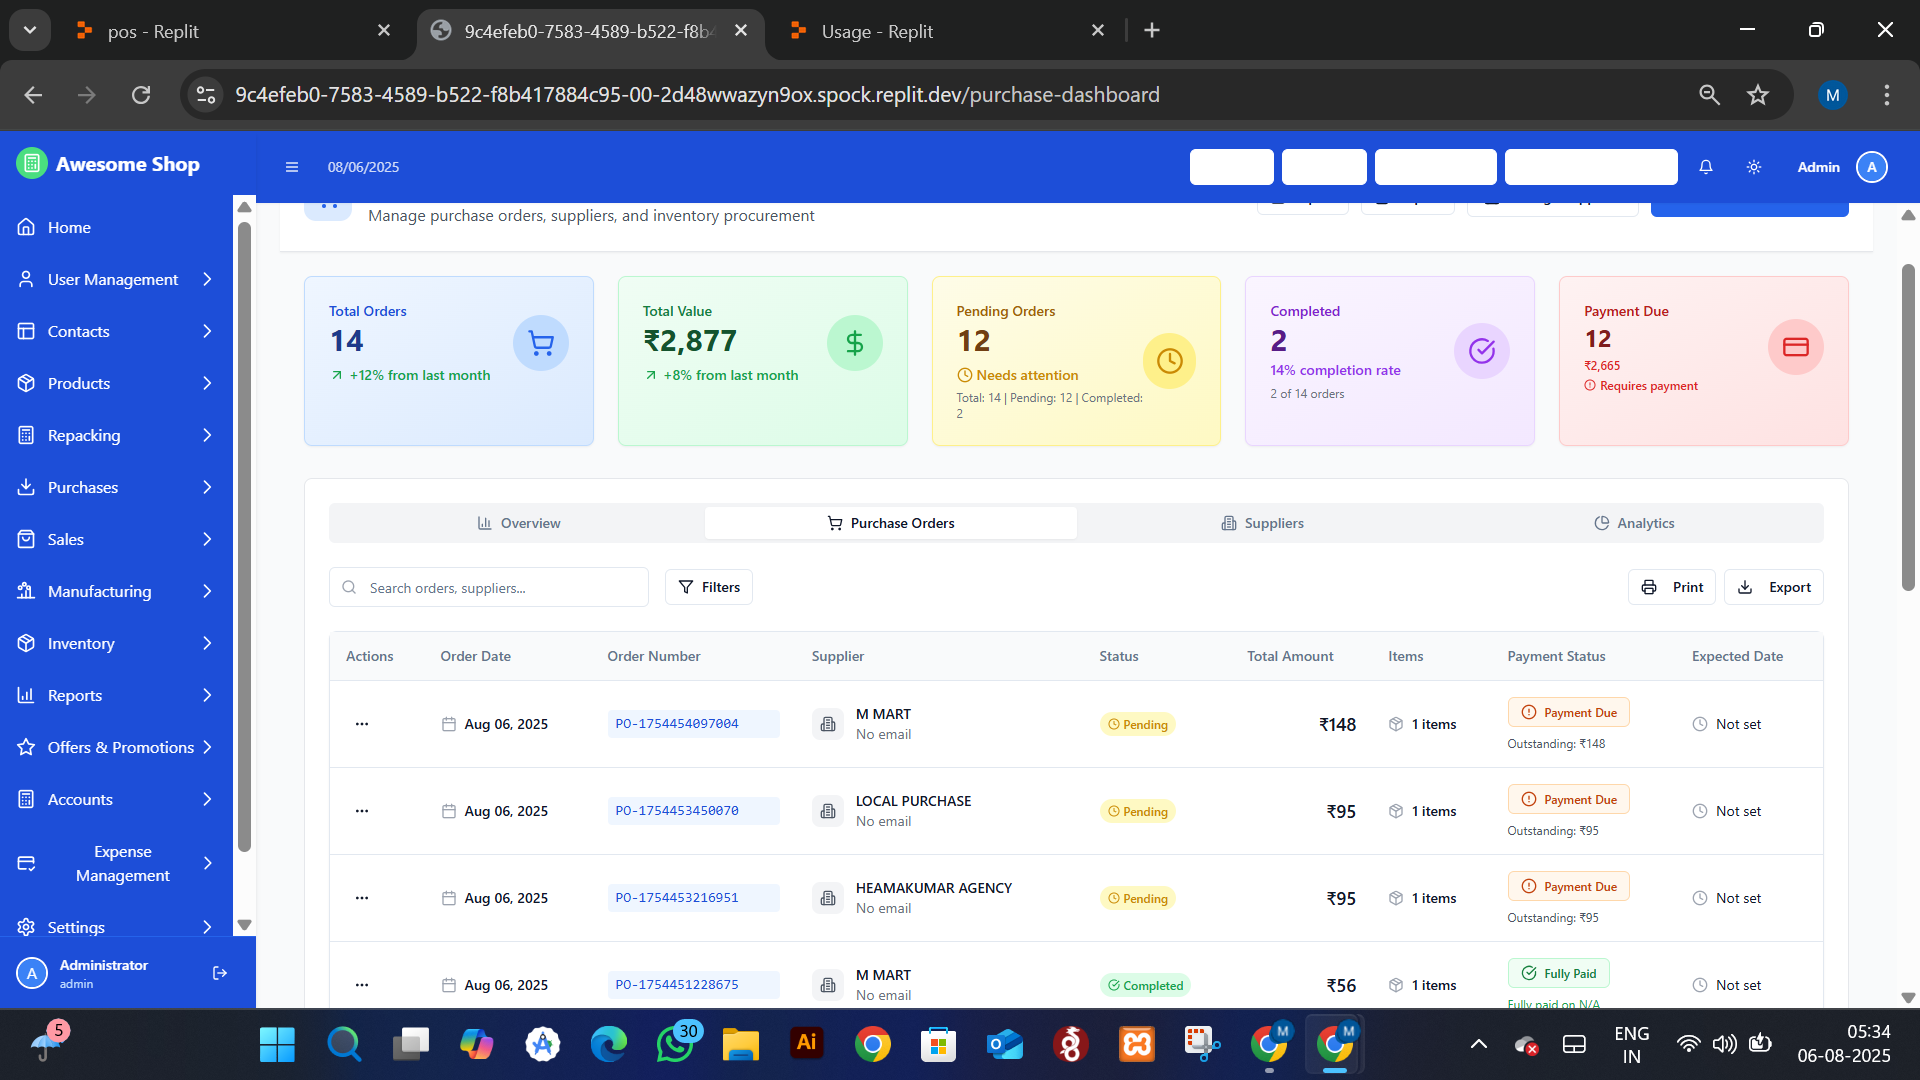 pos - Replit
9c4efeb0-7583-4589-b522-f8b4
Usage - Replit
9c4efeb0-7583-4589-b522-f8b417884c95-00-2d48wwazyn9ox.spock.replit.dev/purchase-dashboard
M
Awesome Shop
08/06/2025
Admin
A
Home
User Management
Contacts
Products
Repacking
Purchases
Sales
Manufacturing
Inventory
Reports
Offers & Promotions
Accounts
Expense
Management
Settings
A
Administrator
admin
Manage purchase orders, suppliers, and inventory procurement
Total Orders
14
+12% from last month
Total Value
₹2,877
+8% from last month
Pending Orders
12
Needs attention
Total: 14 | Pending: 12 | Completed:
2
Completed
2
14% completion rate
2 of 14 orders
Payment Due
12
₹2,665
Requires payment
Overview
Purchase Orders
Suppliers
Analytics
Search orders, suppliers...
Filters
Print
Export
Actions Order Date Order Number Supplier Status Total Amount Items Payment Status Expected Date
Aug 06, 2025 PO-1754454097004 M MART No email Pending ₹148 1 items Payment Due Outstanding: ₹148 Not set
Aug 06, 2025 PO-1754453450070 LOCAL PURCHASE No email Pending ₹95 1 items Payment Due Outstanding: ₹95 Not set
Aug 06, 2025 PO-1754453216951 HEAMAKUMAR AGENCY No email Pending ₹95 1 items Payment Due Outstanding: ₹95 Not set
Aug 06, 2025 PO-1754451228675 M MART No email Completed ₹56 1 items Fully Paid Fully paid on N/A Not set
5
30
Ai
M
M
ENG
IN
05:34
06-08-2025